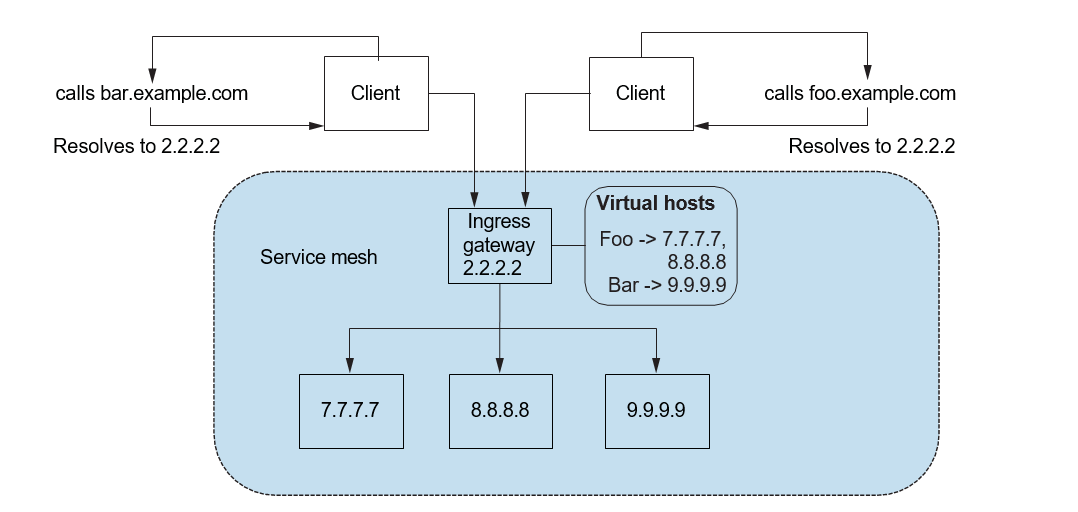 calls bar.example.com
Resolves to 2.2.2.2
Client
Client
calls foo.example.com
Resolves to 2.2.2.2
Service mesh
Ingress
gateway
2.2.2.2
Virtual hosts
Foo -> 7.7.7.7,
8.8.8.8
Bar -> 9.9.9.9
7.7.7.7
8.8.8.8
9.9.9.9